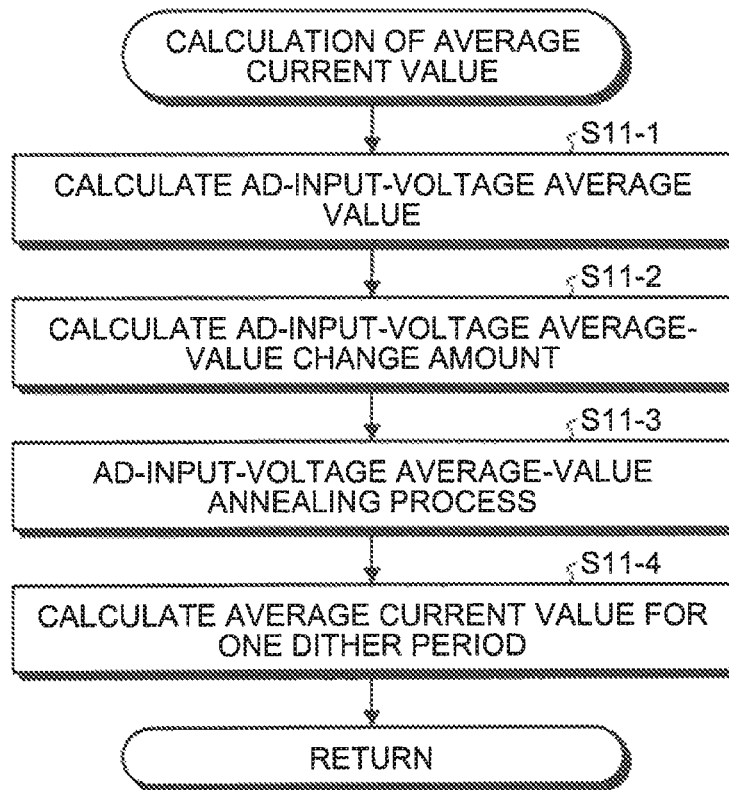 CALCULATION OF AVERAGE
CURRENT VALUE
S11-1
CALCULATE AD-INPUT-VOLTAGE AVERAGE
VALUE
S11-2
CALCULATE AD-INPUT-VOLTAGE AVERAGE-
VALUE CHANGE AMOUNT
S11-3
AD-INPUT-VOLTAGE AVERAGE-VALUE
ANNEALING PROCESS
S11-4
CALCULATE AVERAGE CURRENT VALUE FOR
ONE DITHER PERIOD
RETURN